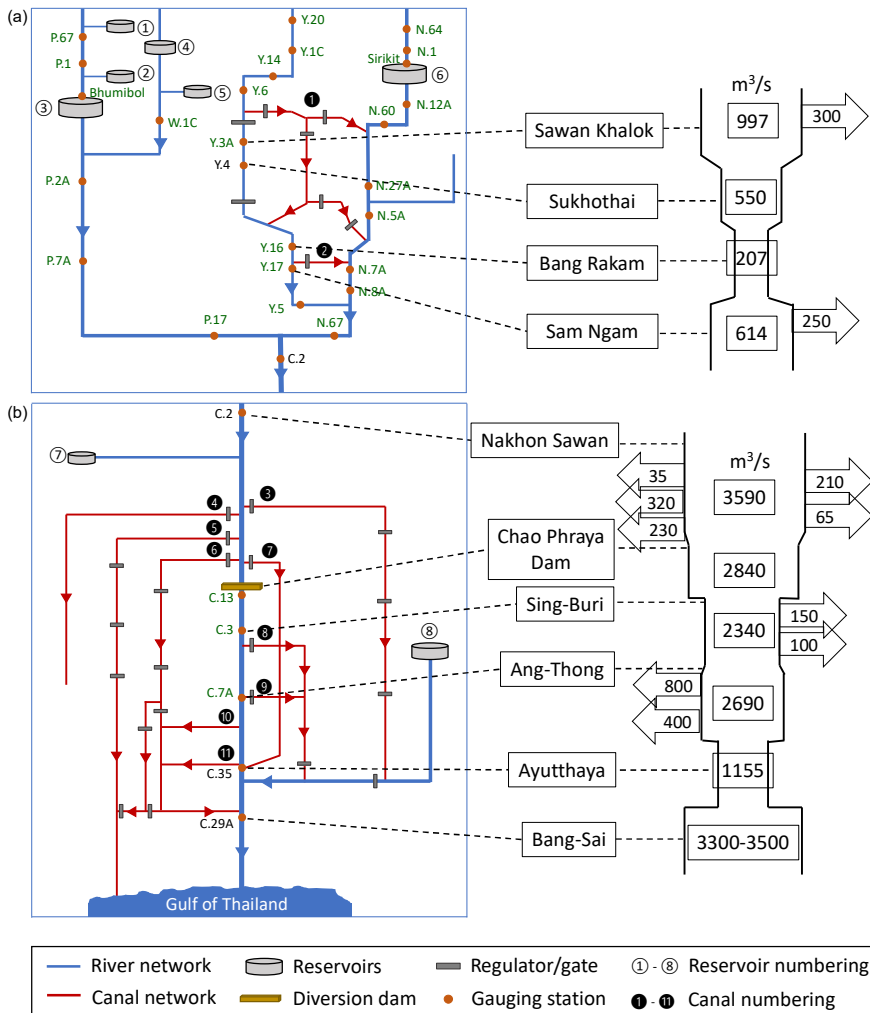 (a)
P.67
①
④
P.1
②
Bhumibol
③
⑤
W.1C
P.2A
P.7A
P.17
Y.20
Y.1C
Y.14
Y.6
❶
Y.3A
Y.4
Y.16
❷
Y.17
Y.5
N.64
N.1
Sirikit
⑥
N.12A
N.60
N.27A
N.5A
N.7A
N.8A
N.67
C.2
m³/s
Sawan Khalok
997
300
Sukhothai
550
Bang Rakam
207
Sam Ngam
614
250
(b)
C.2
⑦
❸
❹
❺
❻
❼
C.13
C.3
❽
⑧
C.7A
❾
❿
⓫
C.35
C.29A
Gulf of Thailand
Nakhon Sawan
m³/s
35
320
230
3590
210
65
Chao Phraya
Dam
2840
Sing-Buri
2340
150
100
Ang-Thong
800
400
2690
Ayutthaya
1155
Bang-Sai
3300-3500
River network
Reservoirs
Regulator/gate
① - ⑧ Reservoir numbering
Canal network
Diversion dam
Gauging station
❶ - ⓫ Canal numbering